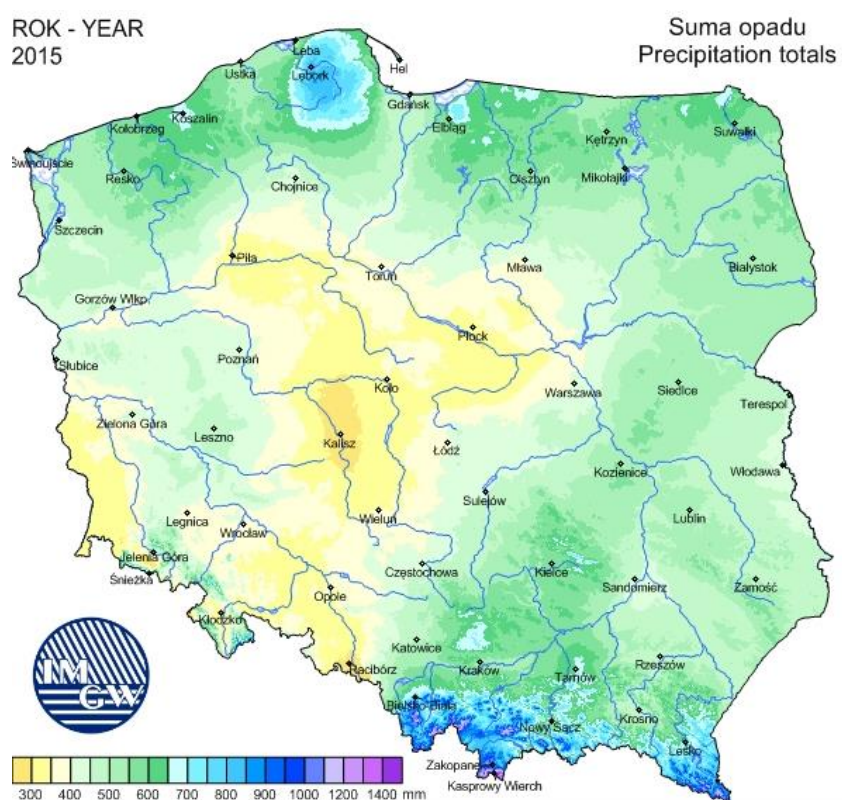 ROK - YEAR
2015
Suma opadu
Precipitation totals
Łeba
Hel
Ustka
Lębork
Gdańsk
Koszalin
Elbląg
Kołobrzeg
Suwałki
Kętrzyn
Świnoujście
Resko
Chojnice
Olsztyn
Mikołajki
Szczecin
Piła
Toruń
Mława
Białystok
Gorzów Wlkp.
Płock
Słubice
Poznań
Koło
Warszawa
Siedlce
Terespol
Zielona Góra
Leszno
Kalisz
Łódź
Kozienice
Włodawa
Sulejów
Legnica
Wrocław
Wieluń
Lublin
Jelenia Góra
Śnieżka
Częstochowa
Kielce
Sandomierz
Zamość
Opole
Kłodzko
Katowice
Racibórz
Kraków
Tarnów
Rzeszów
IM
GW
Bielsko-Biała
Nowy Sącz
Krosno
Lesko
Zakopane
Kasprowy Wierch
300 400 500 600 700 800 900 1000 1200 1400 mm